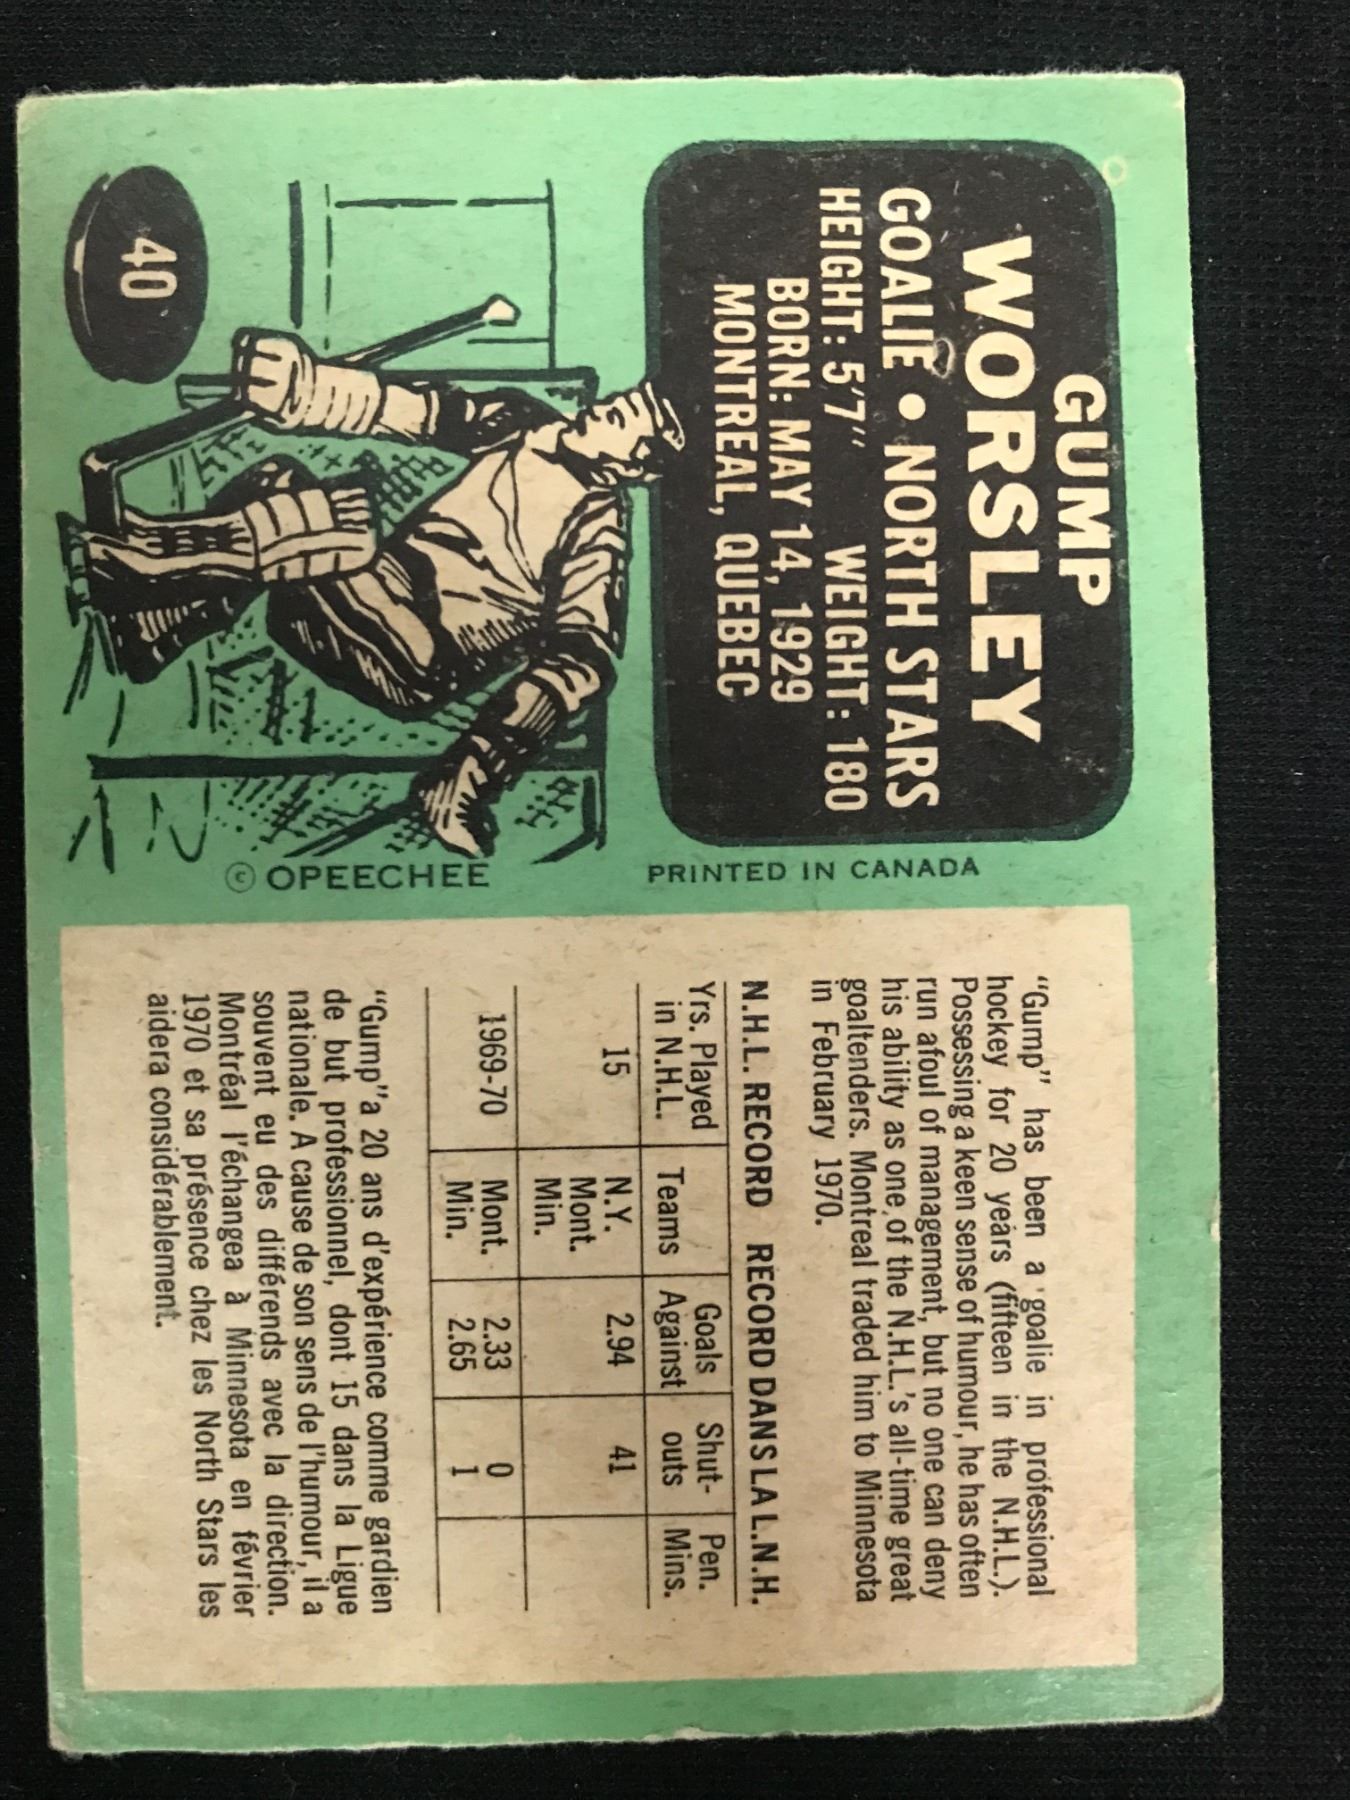 GUMP
WORSLEY
GOALIE • NORTH STARS
HEIGHT: 5'7" WEIGHT: 180
BORN: MAY 14, 1929
MONTREAL, QUEBEC
40
PRINTED IN CANADA
© OPEECHEE
"Gump" has been a goalie in professional
hockey for 20 years (fifteen in the N.H.L.).
Possessing a keen sense of humour, he has often
run afoul of management, but no one can deny
his ability as one of the N.H.L.'s all-time great
goaltenders. Montreal traded him to Minnesota
in February 1970.
N.H.L. RECORD RECORD DANS LA L.N.H.
Yrs. Played Teams Goals Shut- Pen.
in N.H.L. Against outs Mins.
15 N.Y. 2.94 41
Mont.
Min.
1969-70 Mont. 2.33 0
Min. 2.65 1
"Gump"a 20 ans d'expérience comme gardien
de but professionnel, dont 15 dans la Ligue
nationale. A cause de son sens de l'humour, il a
souvent eu des différends avec la direction.
Montréal l'échangea à Minnesota en février
1970 et sa présence chez les North Stars les
aidera considérablement.